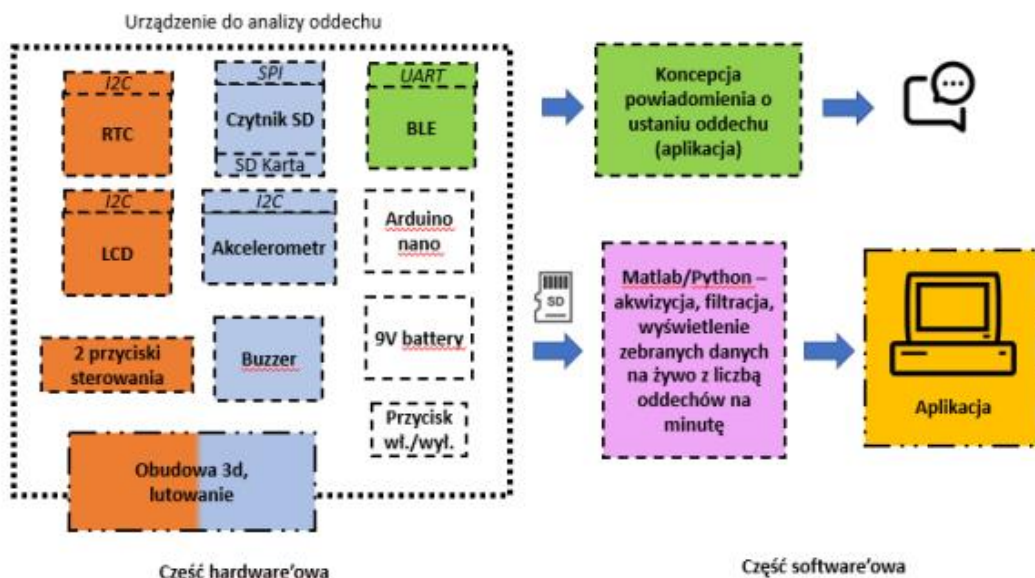 Urządzenie do analizy oddechu
I2C
RTC
SPI
Czytnik SD
SD Karta
UART
BLE
I2C
LCD
I2C
Akcelerometr
Arduino
nano
2 przyciski
sterowania
Buzzer
9V battery
Przycisk
wł./wył.
Obudowa 3d,
lutowanie
Część hardware'owa
Koncepcja
powiadomienia o
ustaniu oddechu
(aplikacja)
SD
Matlab/Python –
akwizycja, filtracja,
wyświetlenie
zebranych danych
na żywo z liczbą
oddechów na
minutę
Aplikacja
Część software'owa